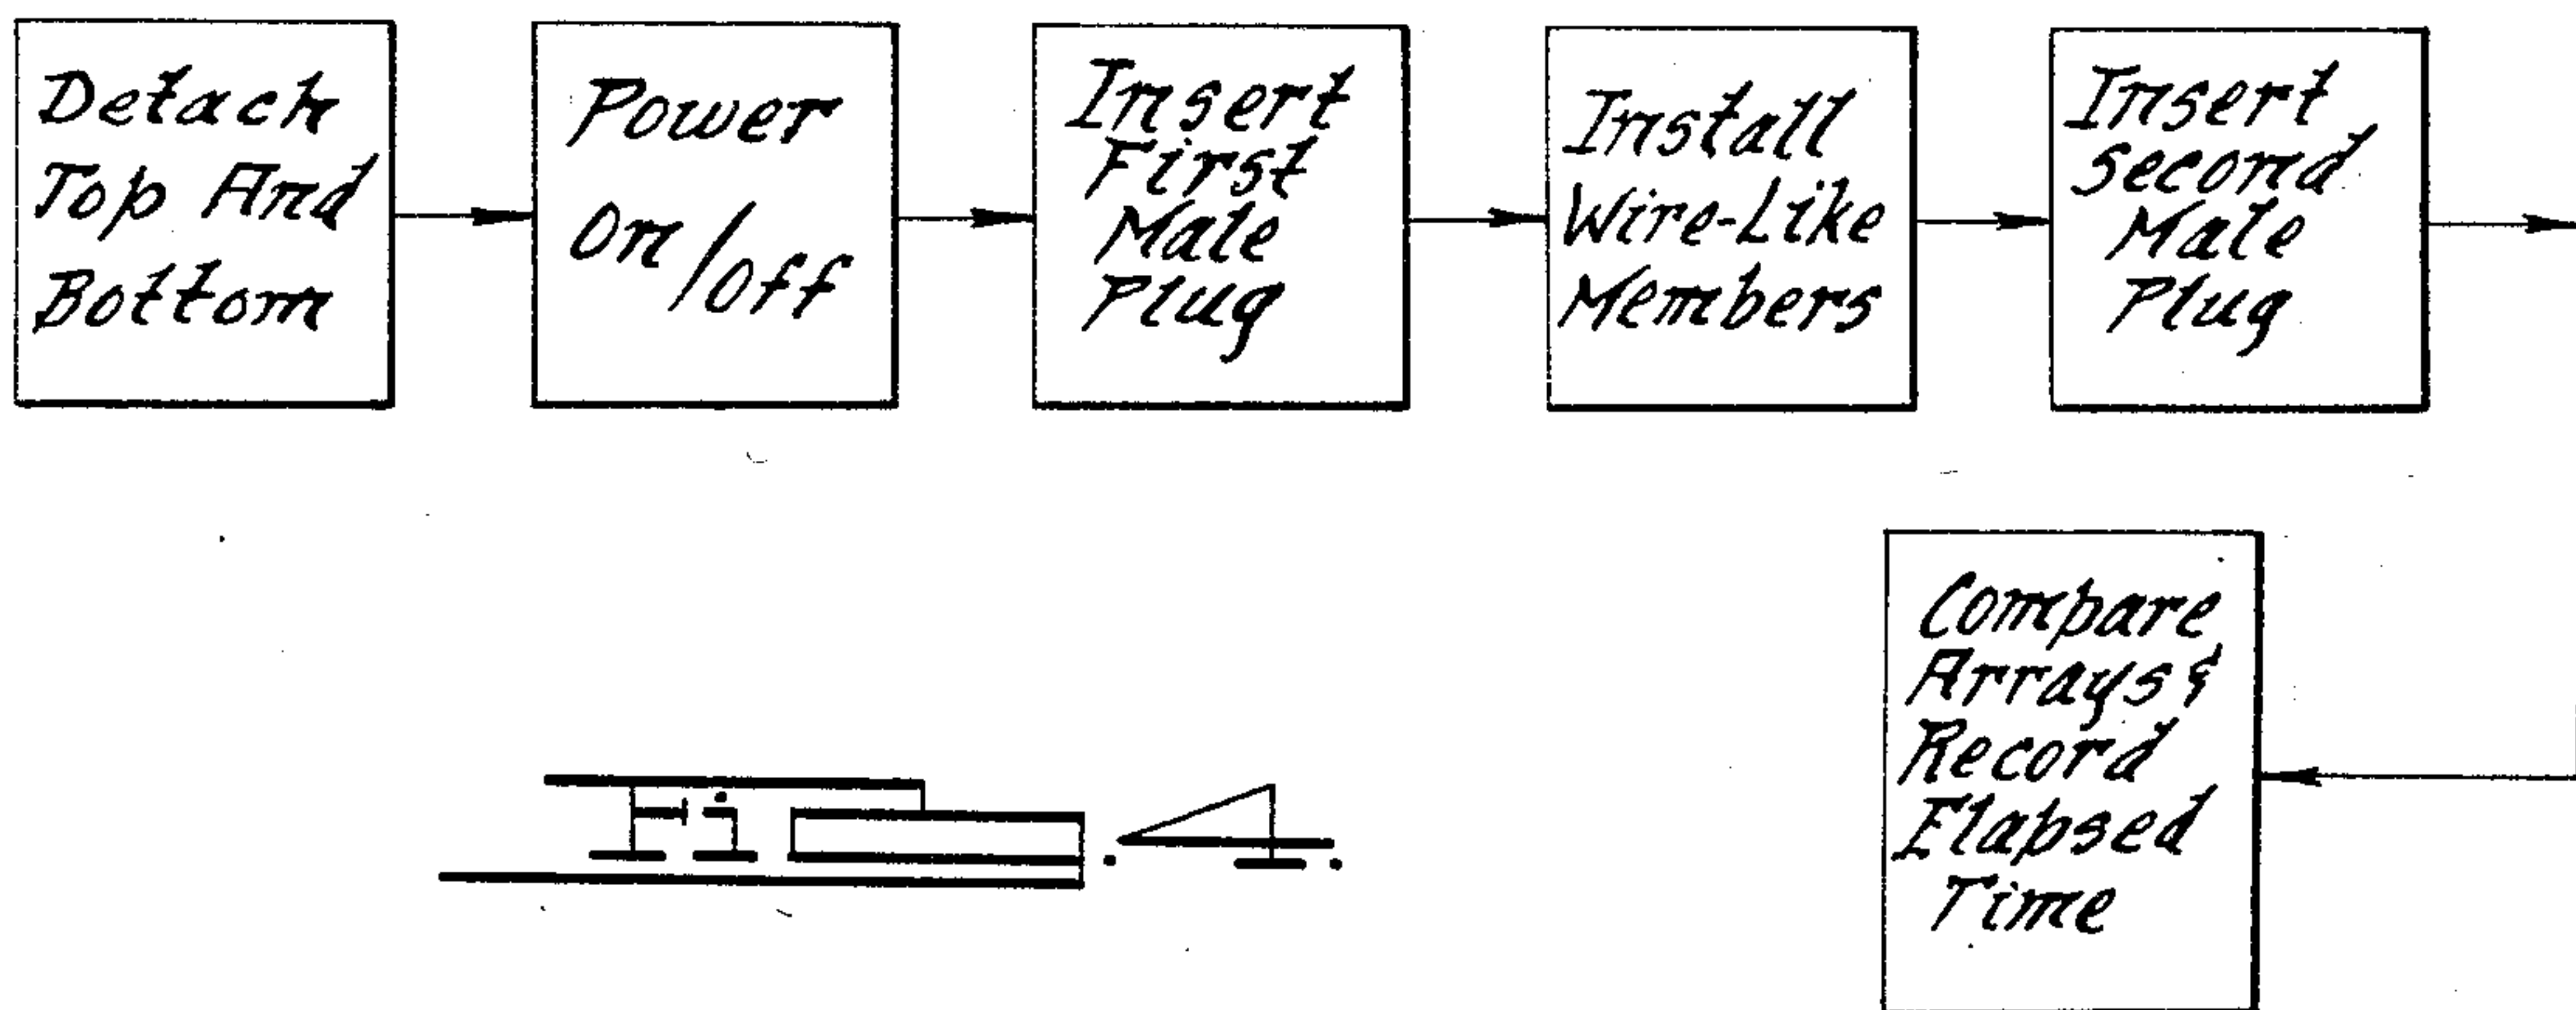 Detach
Top And
Bottom
Power
On/Off
Insert
First
Male
Plug
Install
Wire-Like
Members
Insert
Second
Male
Plug
Compare
Arrays &
Record
Elapsed
Time
FIG. 4.